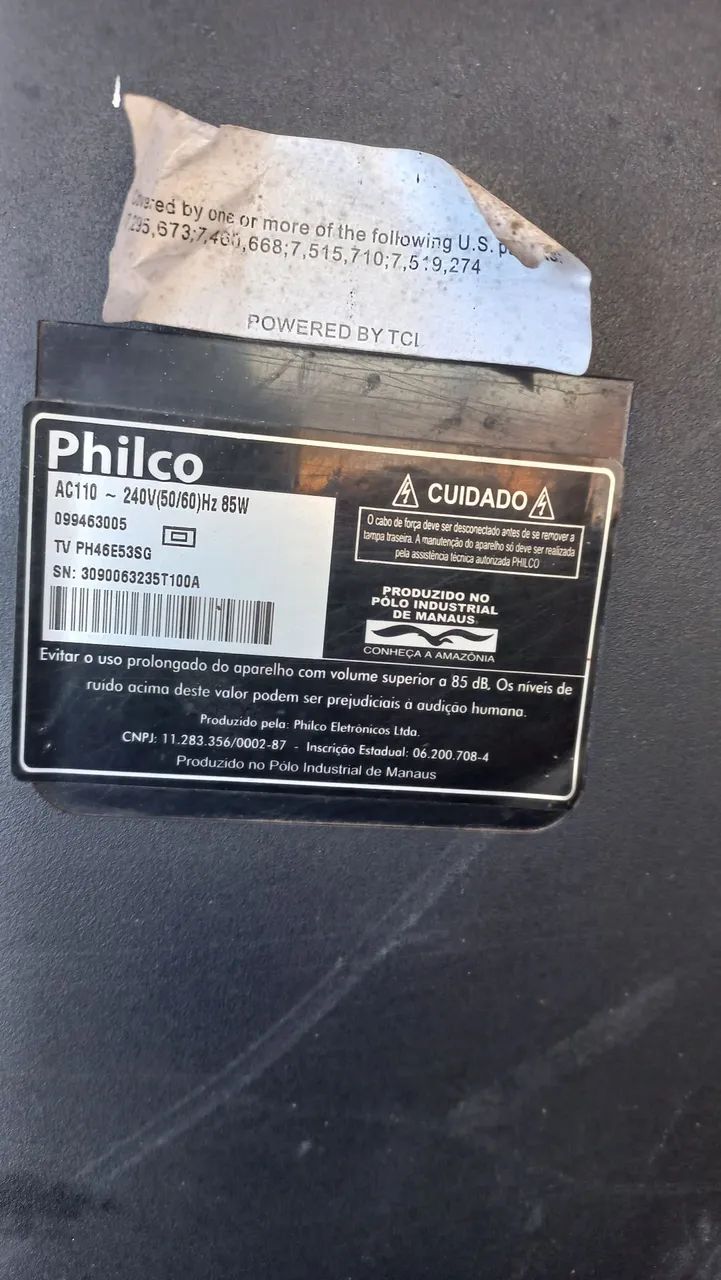 by one or more of the following U.S.
295,673;7,460,668;7,515,710;7,519,274
POWERED BY TCL
Philco
AC110 ~ 240V(50/60)Hz 85W
099463005
TV PH46E53SG
SN: 3090063235T100A
CUIDADO
O cabo de força deve ser desconectado antes de se remover a
tampa traseira. A manutenção do aparelho só deve ser realizada
pela assistência técnica autorizada PHILCO
PRODUZIDO NO
PÓLO INDUSTRIAL
DE MANAUS
CONHEÇA A AMAZÔNIA
Evitar o uso prolongado do aparelho com volume superior a 85 dB, Os níveis de
ruído acima deste valor podem ser prejudiciais à audição humana.
Produzido pela: Philco Eletrônicos Ltda.
CNPJ: 11.283.356/0002-87 - Inscrição Estadual: 06.200.708-4
Produzido no Pólo Industrial de Manaus